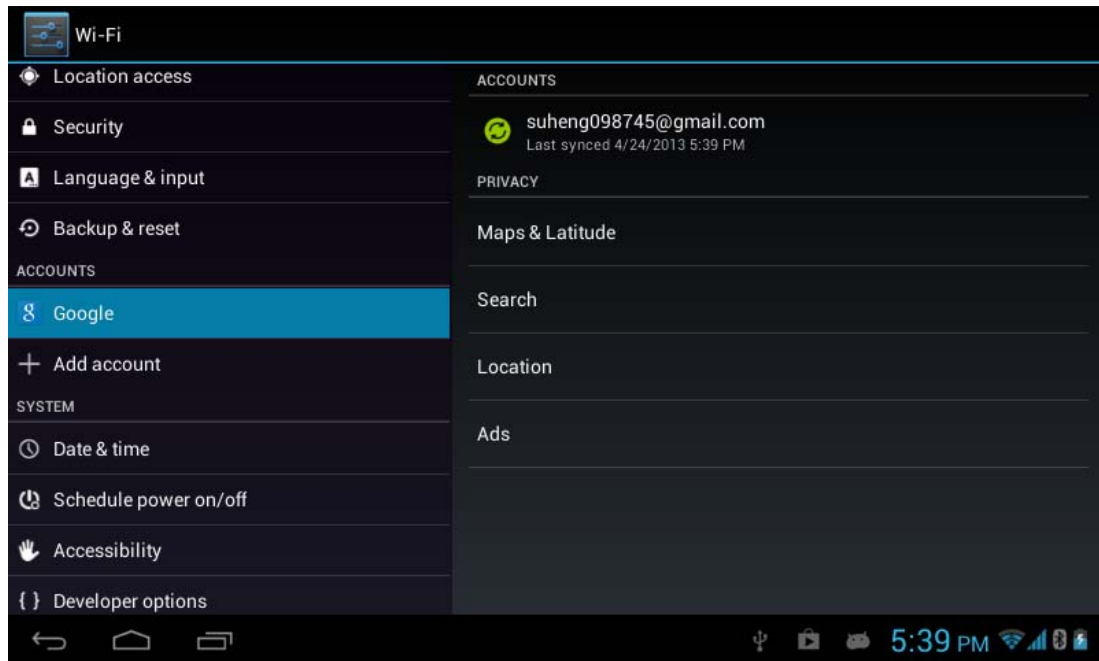 Wi-Fi
Location access
Security
Language & input
Backup & reset
ACCOUNTS
Google
Add account
SYSTEM
Date & time
Schedule power on/off
Accessibility
{ } Developer options
ACCOUNTS
suheng098745@gmail.com
Last synced 4/24/2013 5:39 PM
PRIVACY
Maps & Latitude
Search
Location
Ads
5:39 PM